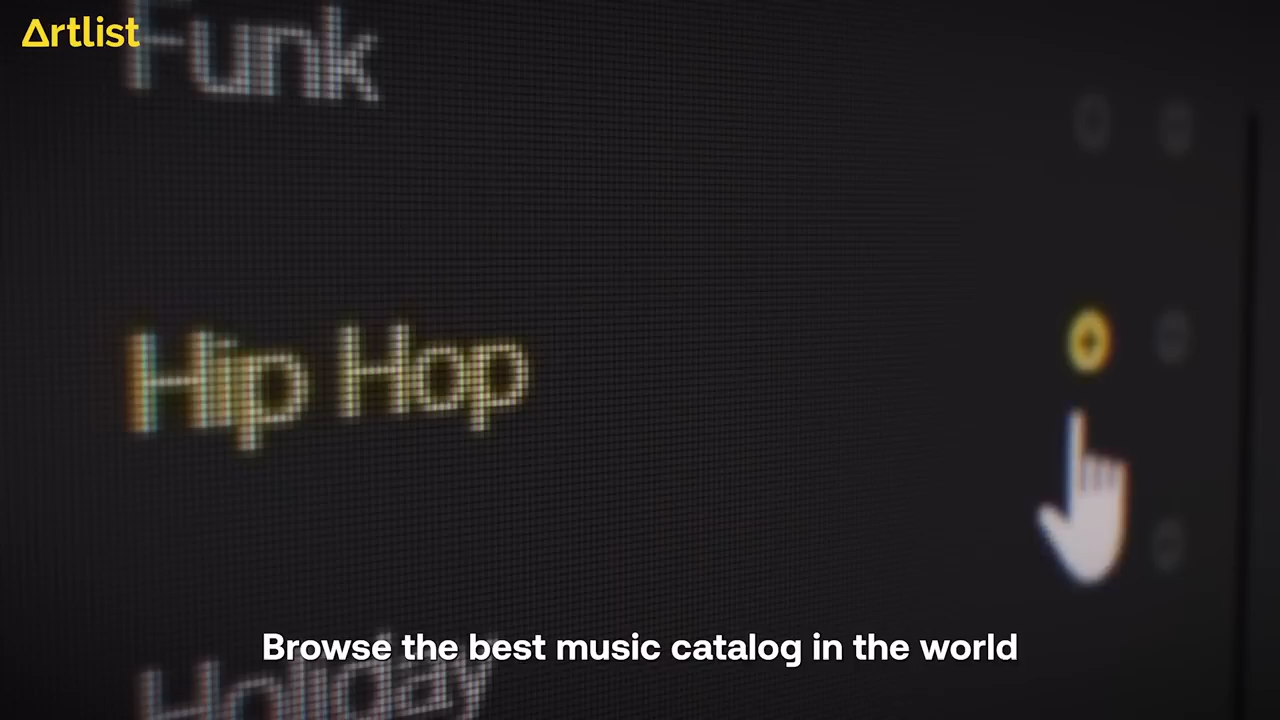 Artlist
Funk
Hip Hop
Holiday
Browse the best music catalog in the world